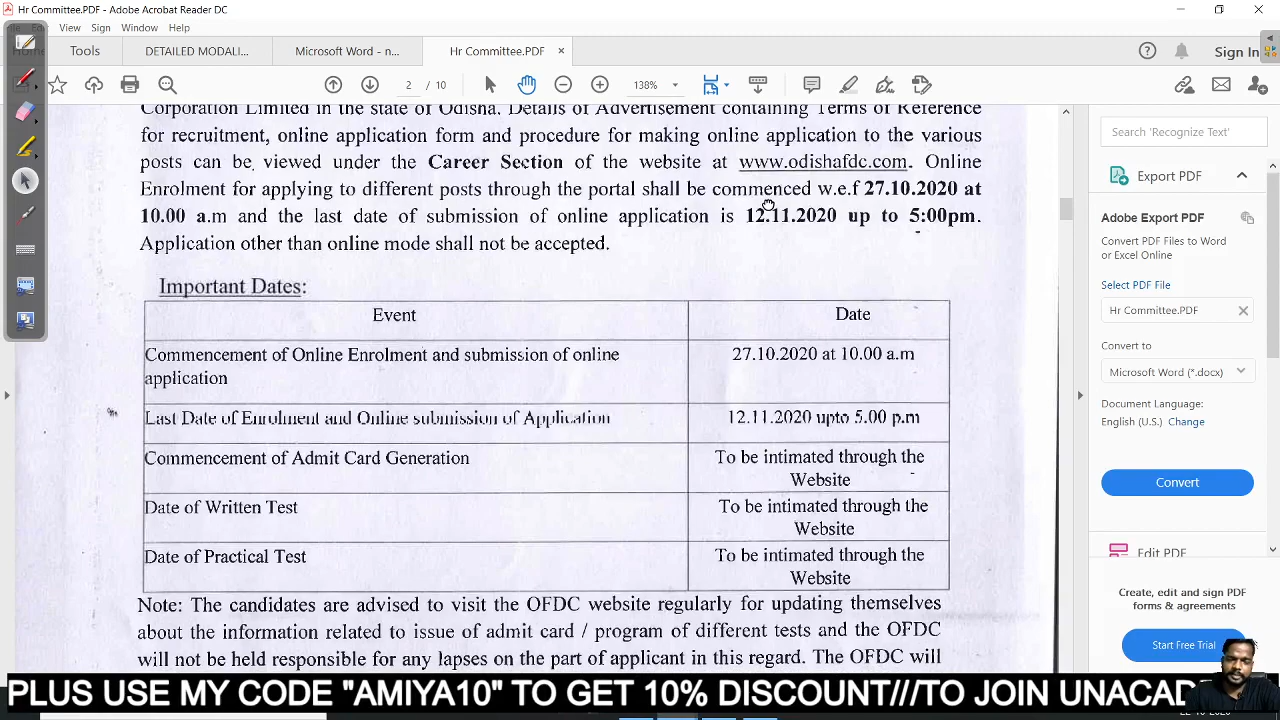 Hr Committee.PDF - Adobe Acrobat Reader DC
View Sign Window Help
Tools
DETAILED MODALI...
Microsoft Word - n...
Hr Committee.PDF
Sign In
2 / 10
138%
Corporation Limited in the state of Odisha. Details of Advertisement containing Terms of Reference
for recruitment, online application form and procedure for making online application to the various
posts can be viewed under the Career Section of the website at www.odishafdc.com. Online
Enrolment for applying to different posts through the portal shall be commenced w.e.f 27.10.2020 at
10.00 a.m and the last date of submission of online application is 12.11.2020 up to 5:00pm.
Application other than online mode shall not be accepted.
Important Dates:
Event Date
Commencement of Online Enrolment and submission of online
application
27.10.2020 at 10.00 a.m
Last Date of Enrolment and Online submission of Application
12.11.2020 upto 5.00 p.m
Commencement of Admit Card Generation
To be intimated through the
Website
Date of Written Test
To be intimated through the
Website
Date of Practical Test
To be intimated through the
Website
Note: The candidates are advised to visit the OFDC website regularly for updating themselves
about the information related to issue of admit card / program of different tests and the OFDC
will not be held responsible for any lapses on the part of applicant in this regard. The OFDC will
Search 'Recognize Text'
Export PDF
Adobe Export PDF
Convert PDF Files to Word
or Excel Online
Select PDF File
Hr Committee.PDF
Convert to
Microsoft Word (*.docx)
Document Language:
English (U.S.) Change
Convert
Edit PDF
Create, edit and sign PDF
forms & agreements
Start Free Trial
PLUS USE MY CODE "AMIYA10" TO GET 10% DISCOUNT///TO JOIN UNACAD
22-10-2020